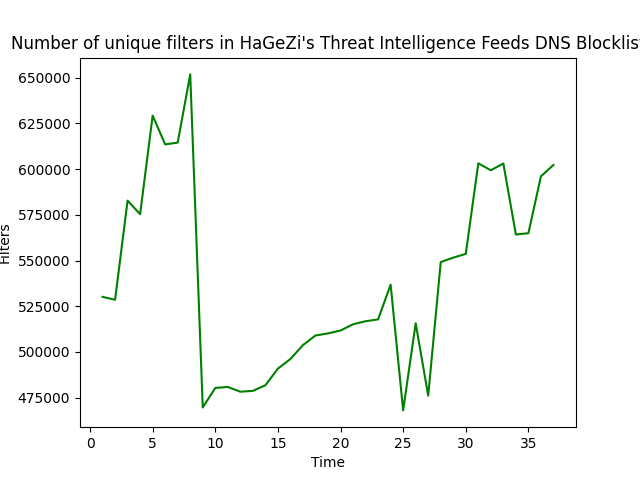 Number of unique filters in HaGeZi's Threat Intelligence Feeds DNS Blocklis
650000
625000
600000
575000
550000
525000
500000
475000
Filters
0 5 10 15 20 25 30 35
Time